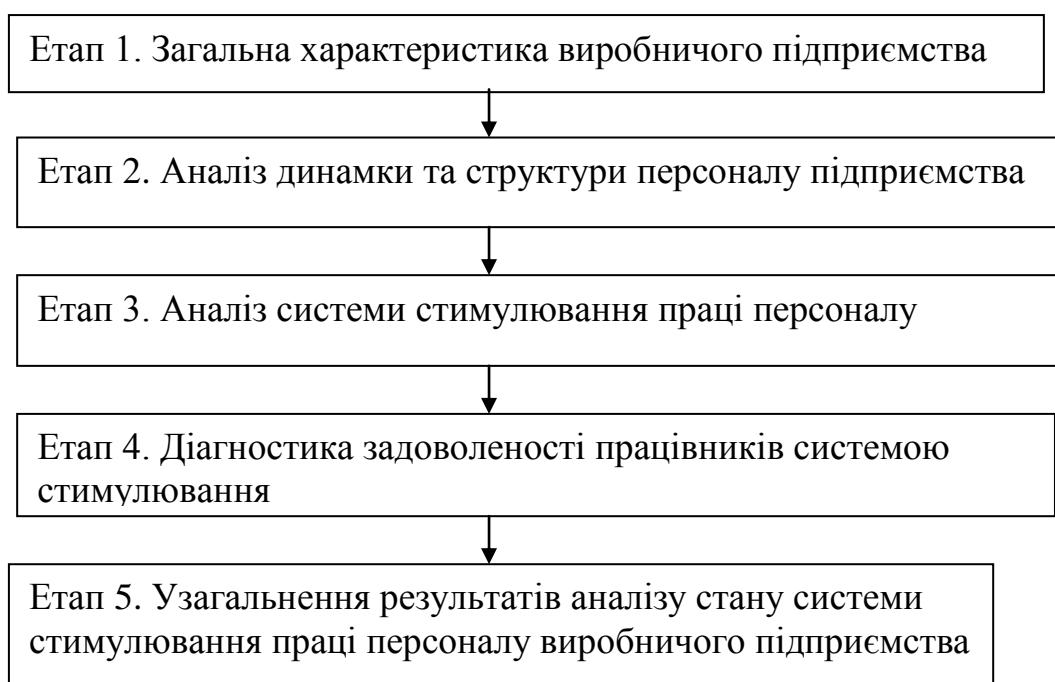 Етап 1. Загальна характеристика виробничого підприємства
Етап 2. Аналіз динамки та структури персоналу підприємства
Етап 3. Аналіз системи стимулювання праці персоналу
Етап 4. Діагностика задоволеності працівників системою
стимулювання
Етап 5. Узагальнення результатів аналізу стану системи
стимулювання праці персоналу виробничого підприємства